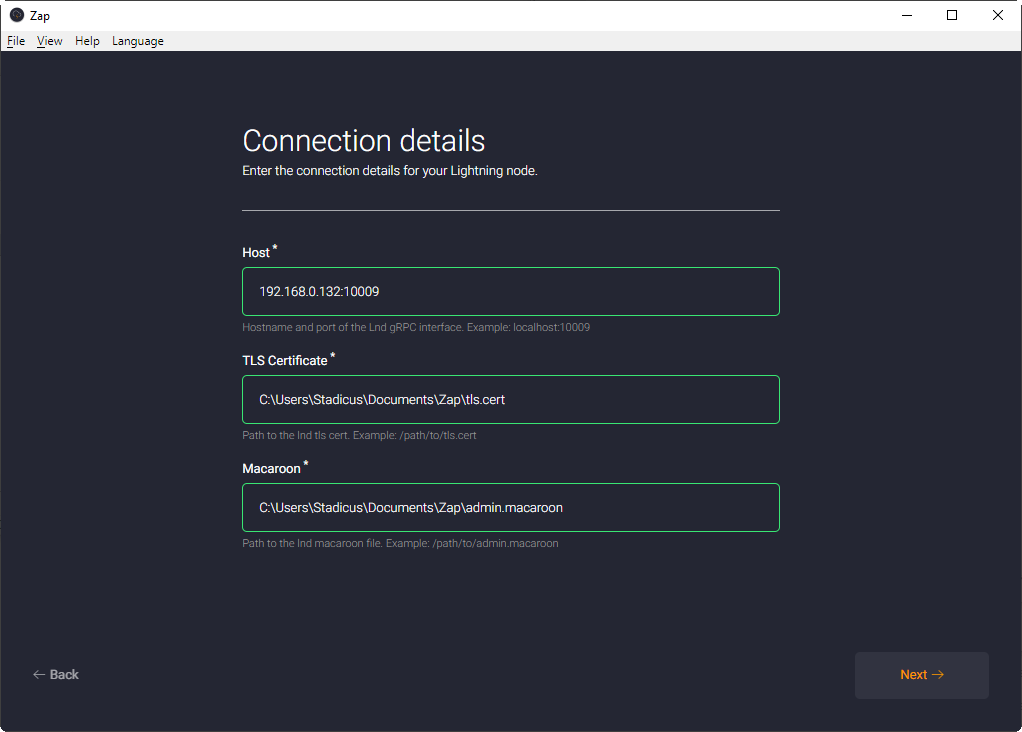 Zap
File View Help Language
Connection details
Enter the connection details for your Lightning node.
Host *
192.168.0.132:10009
Hostname and port of the Lnd gRPC interface. Example: localhost:10009
TLS Certificate *
C:\Users\Stadicus\Documents\Zap\tls.cert
Path to the lnd tls cert. Example: /path/to/tls.cert
Macaroon *
C:\Users\Stadicus\Documents\Zap\admin.macaroon
Path to the lnd macaroon file. Example: /path/to/admin.macaroon
← Back
Next →